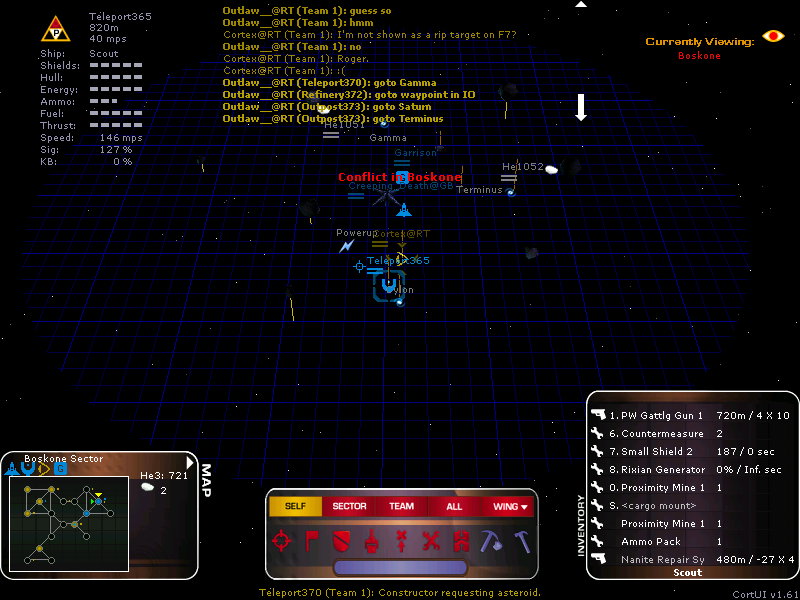 Teleport365
820m
40 mps
Ship: Scout
Shields:
Hull:
Energy:
Ammo:
Fuel:
Thrust:
Speed: 146 mps
Sig: 127 %
KB: 0 %
Outlaw__@RT (Team 1): guess so
Outlaw__@RT (Team 1): hmm
Cortex@RT (Team 1): I'm not shown as a rip target on F7?
Outlaw__@RT (Team 1): no
Cortex@RT (Team 1): Roger.
Cortex@RT (Team 1): :(
Outlaw__@RT (Teleport370): goto Gamma
Outlaw__@RT (Refinery372): goto waypoint in IO
Outlaw__@RT (Outpost373): goto Saturn
Outlaw__@RT (Outpost373): goto Terminus
Currently Viewing:
Boskone
He1051
Gamma
Garrison
He1052
Conflict in Boskone
Creeping_Death@GB
Terminus
Powerup
Cortex@RT
Teleport365
Pylon
Boskone Sector
G
He3: 721
2
MAP
SELF
SECTOR
TEAM
ALL
WING
INVENTORY
1. PW Gattlg Gun 1 720m / 4 X 10
6. Countermeasure 2
7. Small Shield 2 187 / 0 sec
8. Rixian Generator 0% / Inf. sec
0. Proximity Mine 1 1
S. <cargo mount>
Proximity Mine 1 1
Ammo Pack 1
Nanite Repair Sy 480m / -27 X 4
Scout
Teleport370 (Team 1): Constructor requesting asteroid.
CortUI v1.61